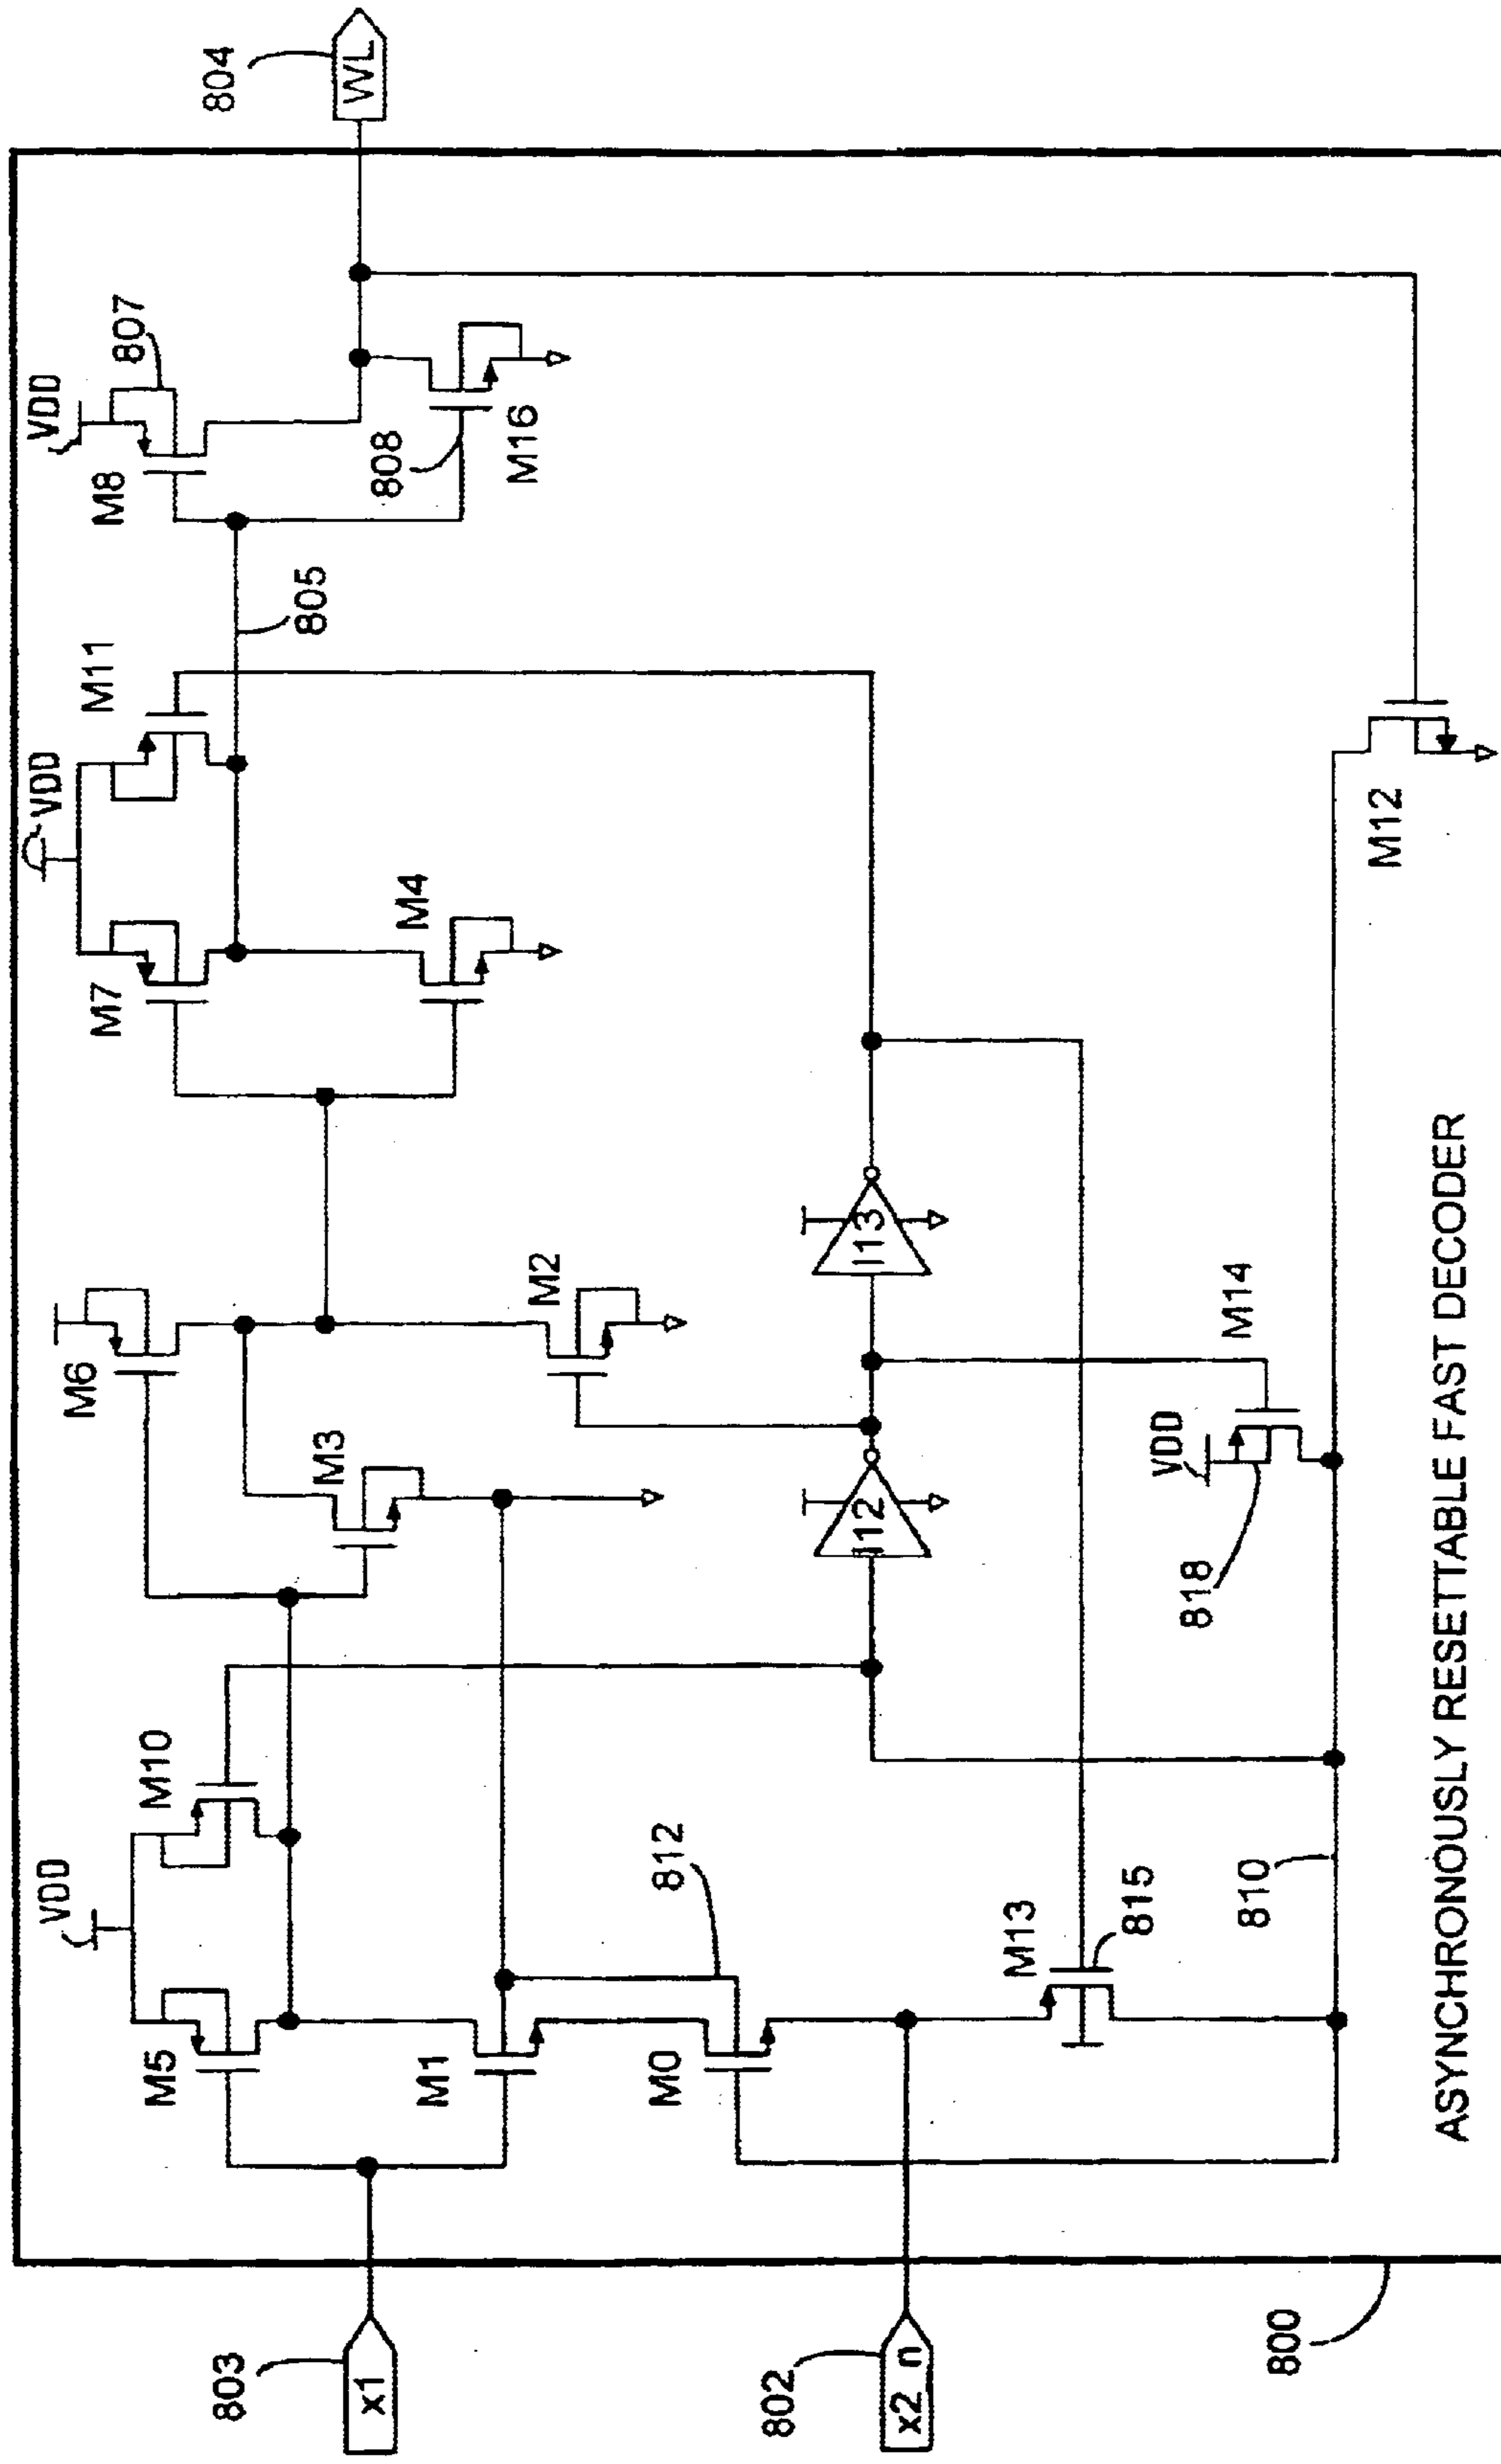 804
WL
VDD
807
M8
808
M16
805
M11
VDD
M7
M4
M6
M2
M3
I13
I12
M14
VDD
818
M12
VDD
M10
M5
M1
M0
812
M13
815
810
803
x1
802
x2_n
800
ASYNCHRONOUSLY RESETTABLE FAST DECODER